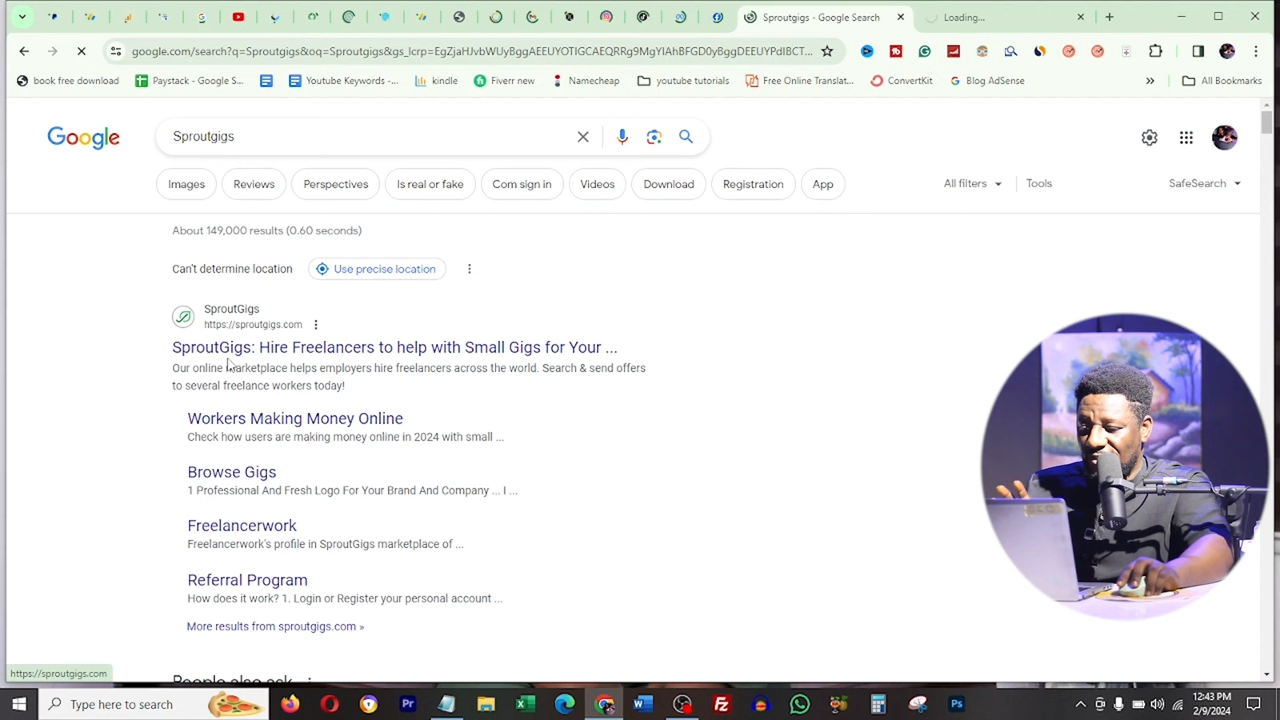 Sproutgigs - Google Search
Loading...
google.com/search?q=Sproutgigs&oq=Sproutgigs&gs_lcrp=EgZjaHJvbWUyBggAEEUYOTIGCAEQRRg9MgYIAhBFGD0yBggDEEUYPdIBCT...
book free download
Paystack - Google S...
Youtube Keywords -...
kindle
Fiverr new
Namecheap
youtube tutorials
Free Online Translat...
ConvertKit
Blog AdSense
»
All Bookmarks
Google
Sproutgigs
Images
Reviews
Perspectives
Is real or fake
Com sign in
Videos
Download
Registration
App
All filters
Tools
SafeSearch
About 149,000 results (0.60 seconds)
Can't determine location
Use precise location
SproutGigs
https://sproutgigs.com
SproutGigs: Hire Freelancers to help with Small Gigs for Your ...
Our online marketplace helps employers hire freelancers across the world. Search & send offers
to several freelance workers today!
Workers Making Money Online
Check how users are making money online in 2024 with small ...
Browse Gigs
1 Professional And Fresh Logo For Your Brand And Company ... I ...
Freelancerwork
Freelancerwork's profile in SproutGigs marketplace of ...
Referral Program
How does it work? 1. Login or Register your personal account ...
More results from sproutgigs.com »
People also ask
https://sproutgigs.com
Type here to search
12:43 PM
2/9/2024